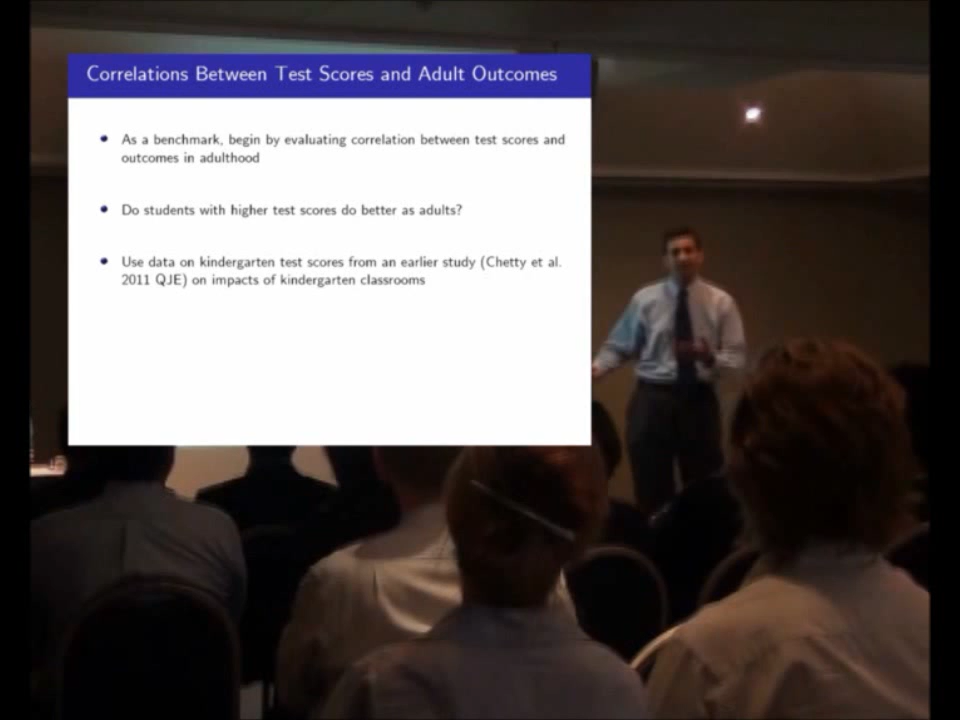 Correlations Between Test Scores and Adult Outcomes
As a benchmark, begin by evaluating correlation between test scores and
outcomes in adulthood
Do students with higher test scores do better as adults?
Use data on kindergarten test scores from an earlier study (Chetty et al.
2011 QJE) on impacts of kindergarten classrooms